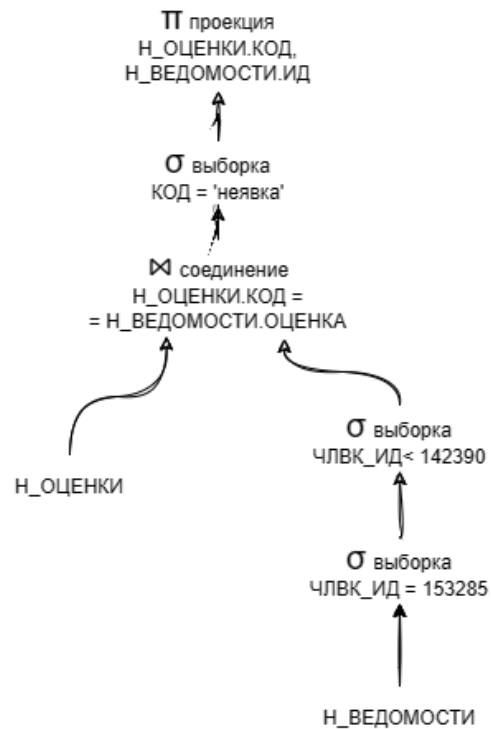 π проекция
Н_ОЦЕНКИ.КОД,
Н_ВЕДОМОСТИ.ИД
σ выборка
КОД = 'неявка'
⋈ соединение
Н_ОЦЕНКИ.КОД =
= Н_ВЕДОМОСТИ.ОЦЕНКА
σ выборка
ЧЛВК_ИД< 142390
Н_ОЦЕНКИ
σ выборка
ЧЛВК_ИД = 153285
Н_ВЕДОМОСТИ